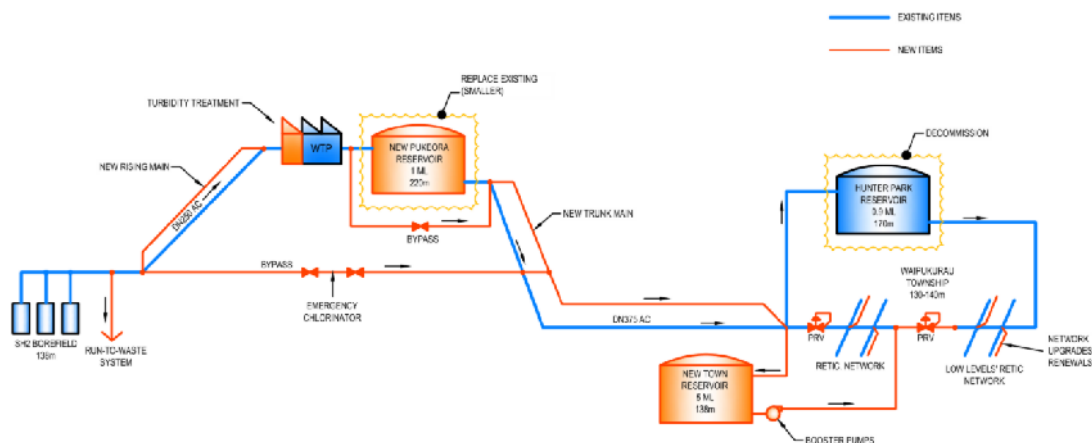 EXISTING ITEMS
NEW ITEMS
REPLACE EXISTING
(SMALLER)
TURBIDITY TREATMENT
WTP
NEW PUKEORA
RESERVOIR
1 ML
220m
DECOMMISSION
NEW RISING MAIN
DN250 AC
HUNTER PARK
RESERVOIR
0.9 ML
170m
NEW TRUNK MAIN
BYPASS
BYPASS
WAIPUKURAU
TOWNSHIP
130-140m
EMERGENCY
CHLORINATOR
SH2 BOREFIELD
136m
RUN-TO-WASTE
SYSTEM
DN375 AC
PRV
PRV
RETIC. NETWORK
LOW LEVELS' RETIC
NETWORK
NETWORK
UPGRADES
RENEWALS
NEW TOWN
RESERVOIR
5 ML
138m
BOOSTER PUMPS